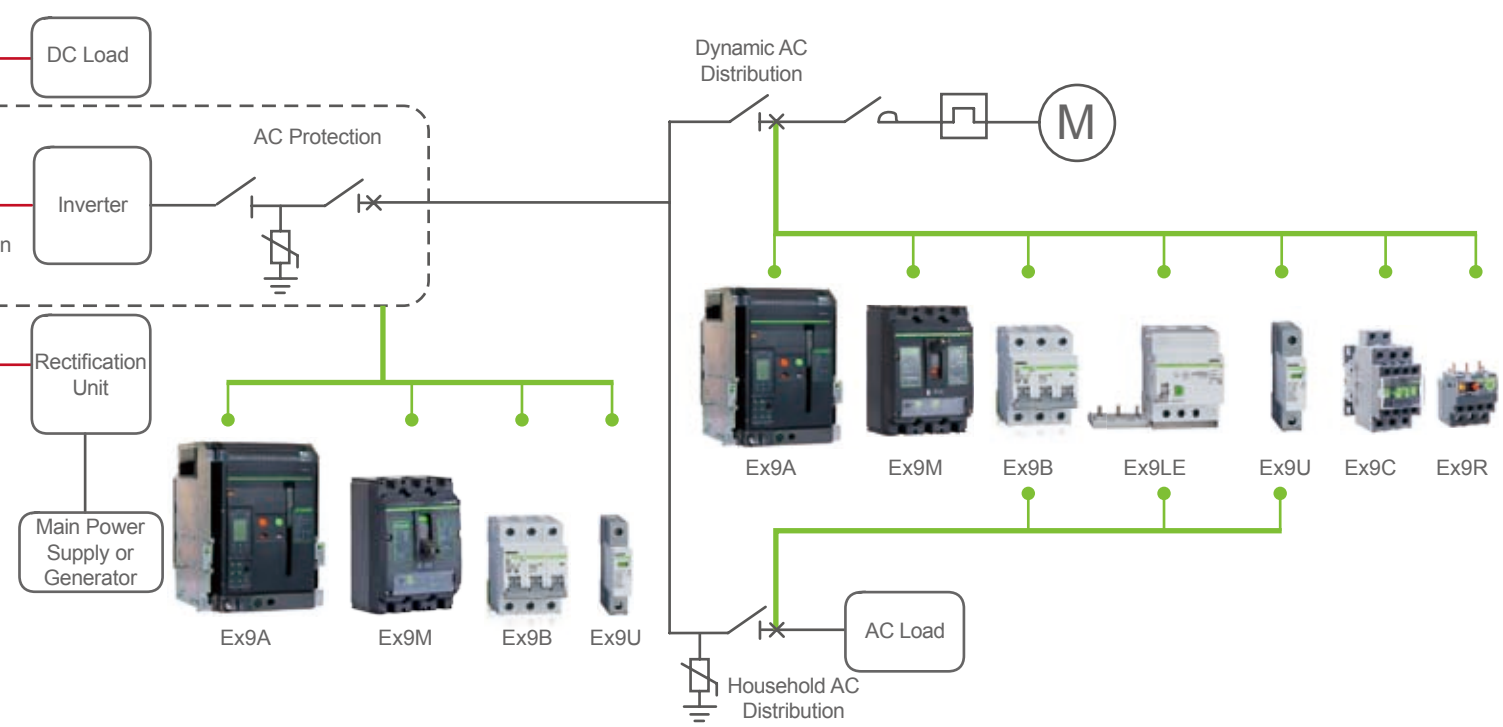 DC Load
Dynamic AC
Distribution
M
AC Protection
Inverter
n
Rectification
Unit
Main Power
Supply or
Generator
Ex9A
Ex9M
Ex9B
Ex9U
Ex9A
Ex9M
Ex9B
Ex9LE
Ex9U
Ex9C
Ex9R
AC Load
Household AC
Distribution